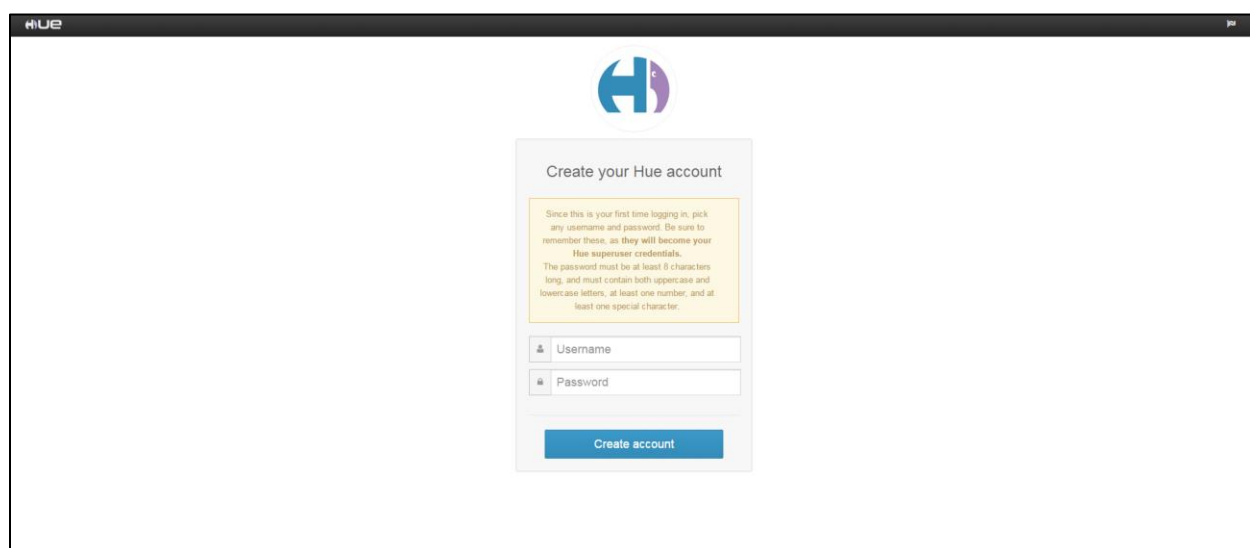 HUE
Create your Hue account
Since this is your first time logging in, pick
any username and password. Be sure to
remember these, as they will become your
Hue superuser credentials.
The password must be at least 8 characters
long, and must contain both uppercase and
lowercase letters, at least one number, and at
least one special character.
Username
Password
Create account